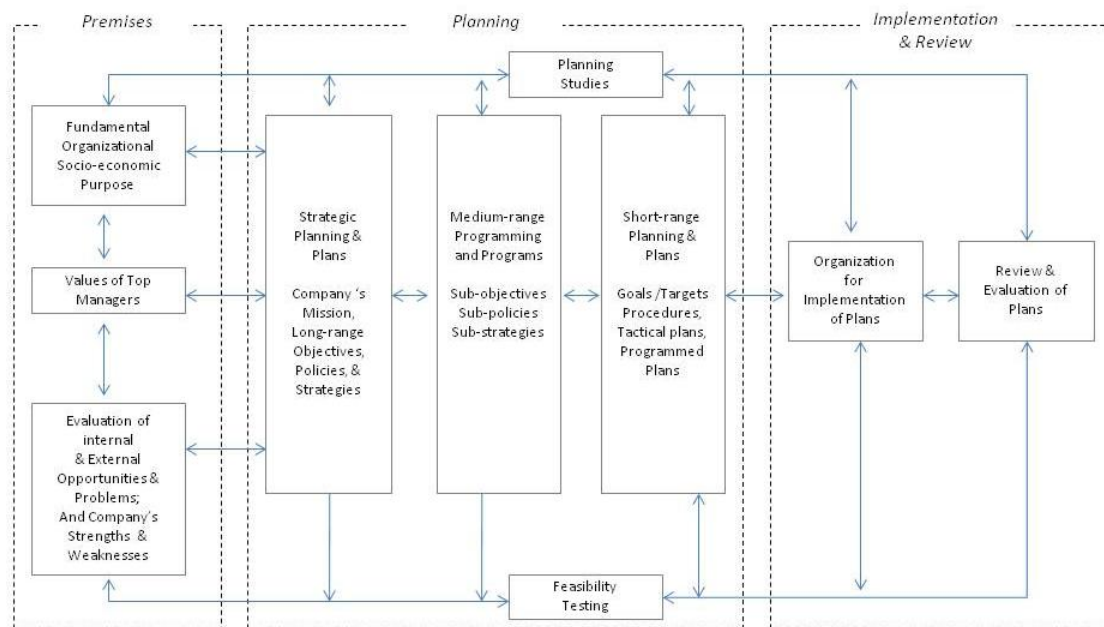 Premises
Planning
Implementation
& Review
Planning
Studies
Fundamental
Organizational
Socio-economic
Purpose
Values of Top
Managers
Evaluation of
internal
& External
Opportunities &
Problems;
And Company's
Strengths &
Weaknesses
Strategic
Planning &
Plans
Company 's
Mission,
Long-range
Objectives,
Policies, &
Strategies
Medium-range
Programming
and Programs
Sub-objectives
Sub-policies
Sub-strategies
Short-range
Planning &
Plans
Goals /Targets
Procedures,
Tactical plans,
Programmed
Plans
Organization
for
Implementation
of Plans
Review &
Evaluation of
Plans
Feasibility
Testing